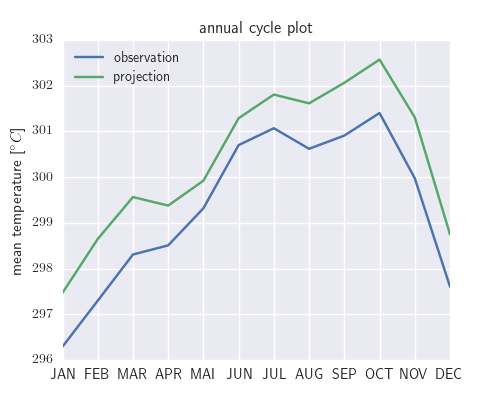 annual cycle plot
303
302
301
300
299
298
297
296
mean temperature [°C]
observation
projection
JAN FEB MAR APR MAI JUN JUL AUG SEP OCT NOV DEC